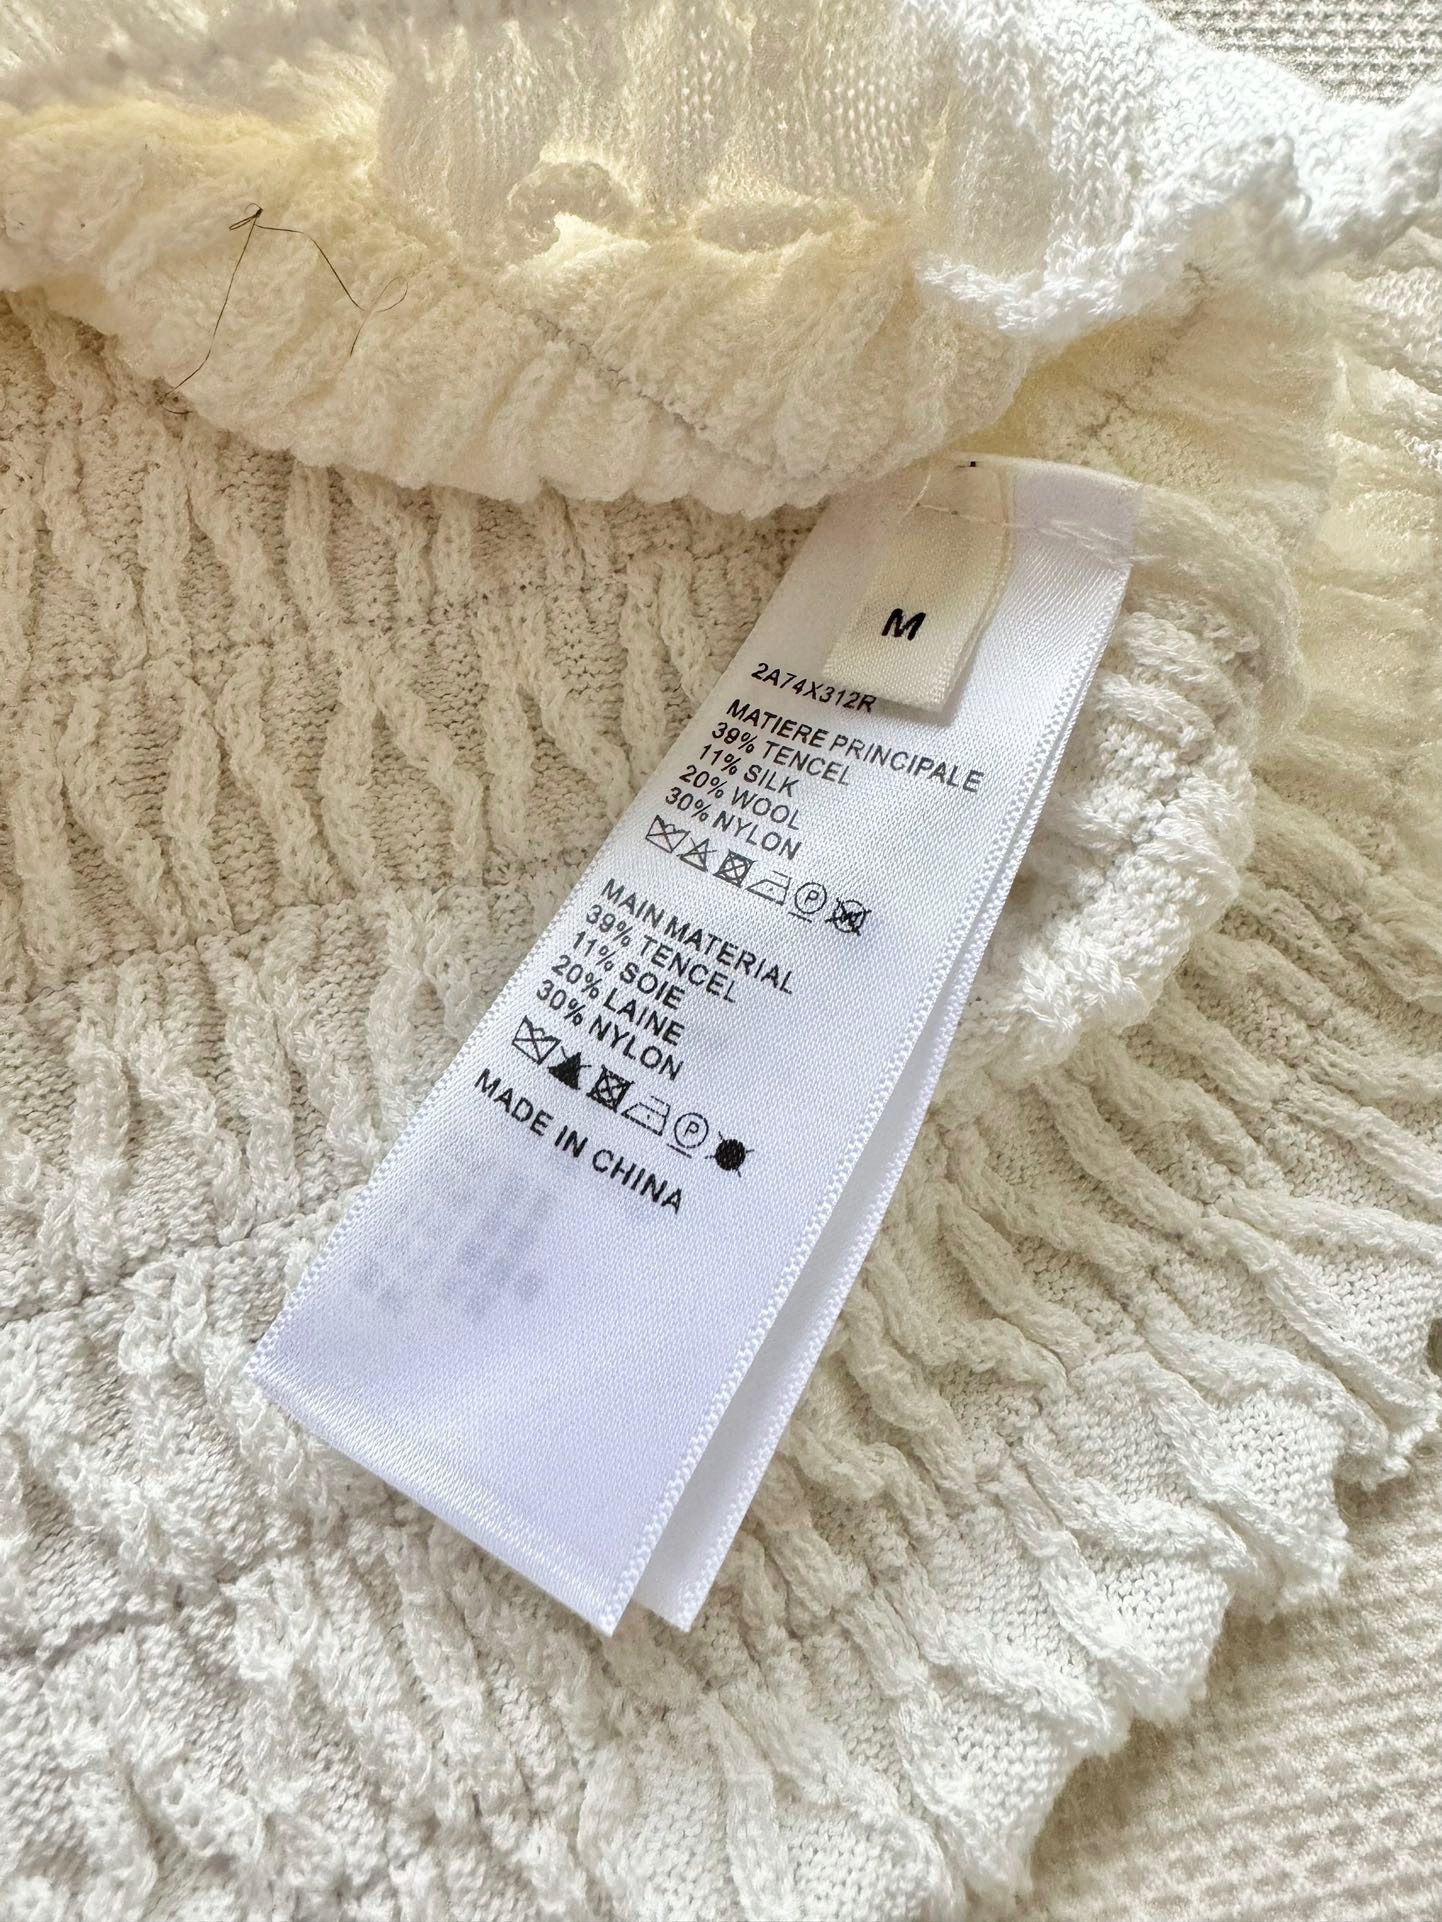 M
2A74X312R
MATIERE PRINCIPALE
39% TENCEL
11% SILK
20% WOOL
30% NYLON
P
MAIN MATERIAL
39% TENCEL
11% SOIE
20% LAINE
30% NYLON
P
MADE IN CHINA